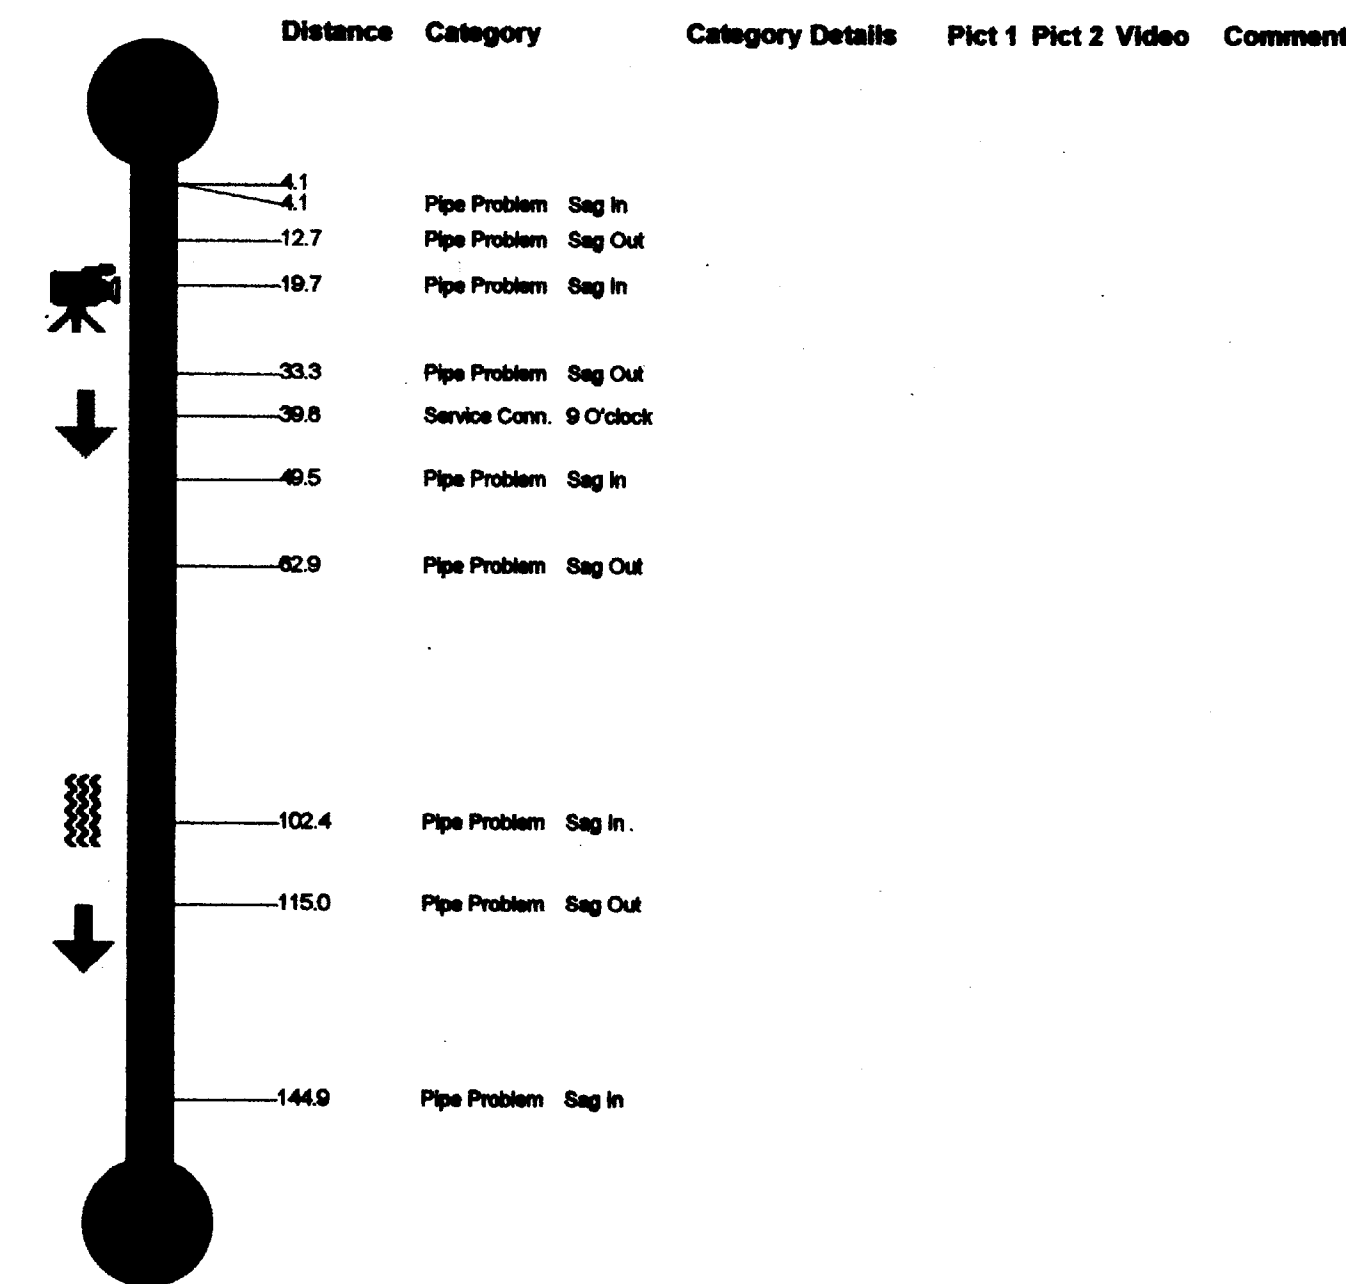 Distance Category Category Details Pict 1 Pict 2 Video Comment
4.1
4.1 Pipe Problem Sag In
12.7 Pipe Problem Sag Out
19.7 Pipe Problem Sag In
33.3 Pipe Problem Sag Out
39.8 Service Conn. 9 O'clock
49.5 Pipe Problem Sag In
62.9 Pipe Problem Sag Out
102.4 Pipe Problem Sag In
115.0 Pipe Problem Sag Out
144.9 Pipe Problem Sag In